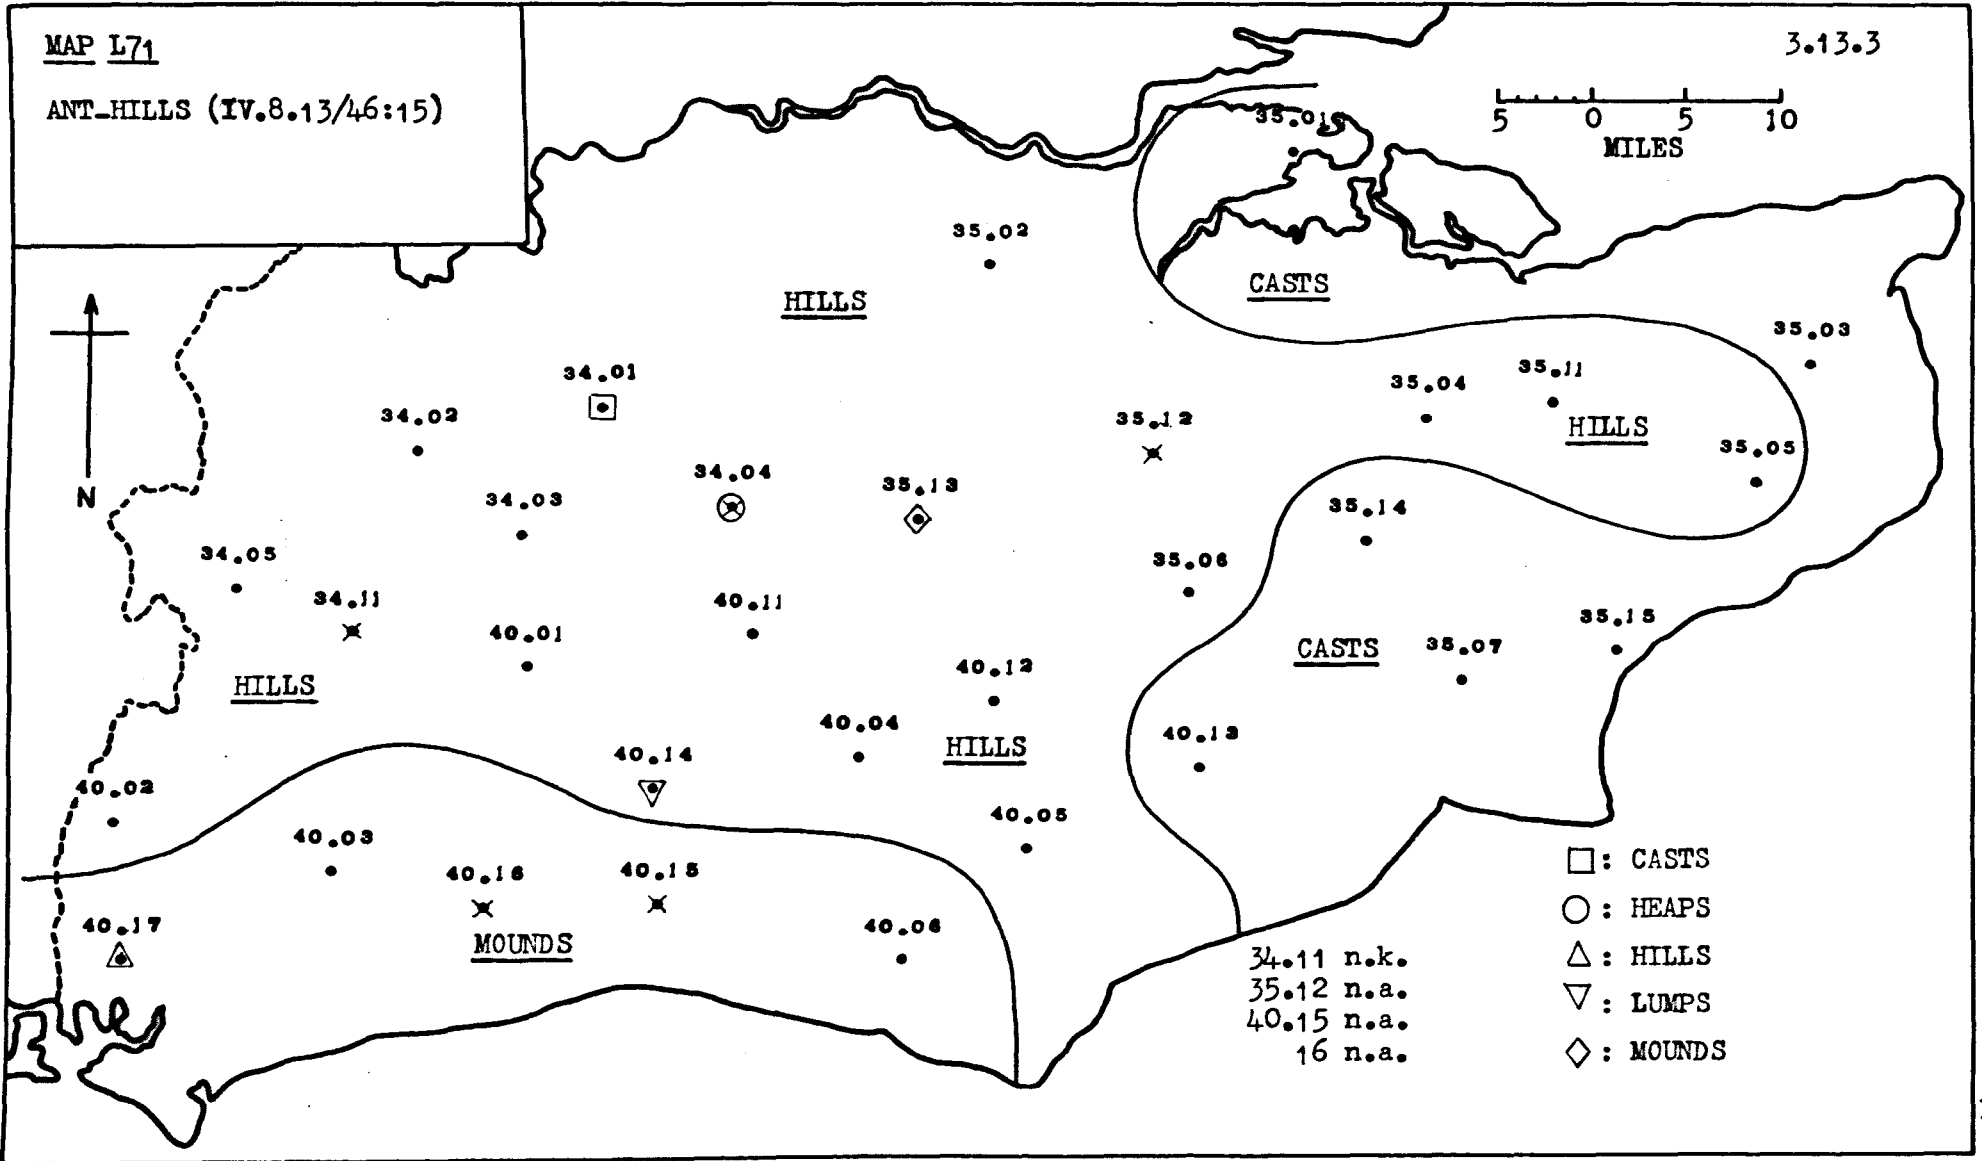 MAP L71
ANT-HILLS (IV.8.13/46:15)
3.13.3
5 0 5 10
MILES
N
35.01
35.02
CASTS
HILLS
35.03
34.01
35.04
35.11
34.02
35.12
HILLS
35.05
34.04
35.13
34.03
35.14
34.05
35.06
34.11
40.11
40.01
35.15
CASTS
35.07
40.12
HILLS
40.04
HILLS
40.13
40.14
40.02
40.05
40.03
40.16
40.15
40.17
MOUNDS
40.06
34.11 n.k.
35.12 n.a.
40.15 n.a.
16 n.a.
: CASTS
: HEAPS
: HILLS
: LUMPS
: MOUNDS